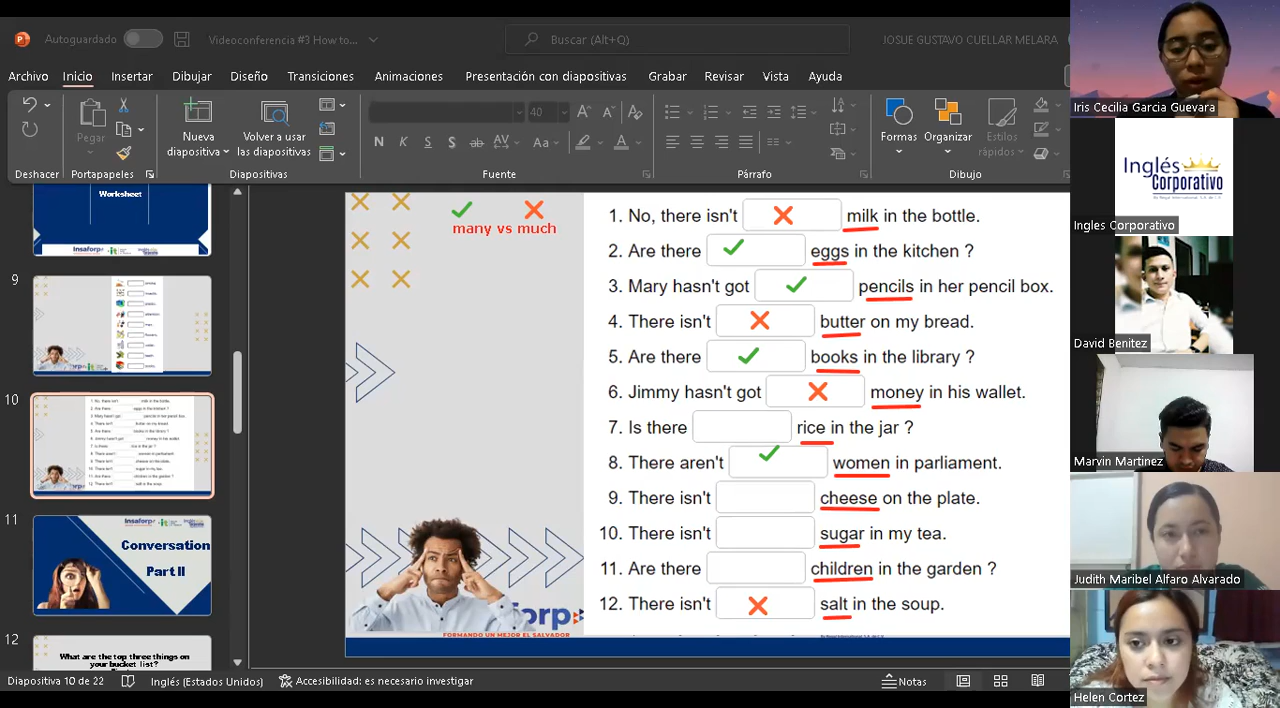 Autoguardado
Videoconferencia #3 How to...
Buscar (Alt+Q)
JOSUE GUSTAVO CUELLAR MELARA
Archivo Inicio Insertar Dibujar Diseño Transiciones Animaciones Presentación con diapositivas Grabar Revisar Vista Ayuda
Pegar
Nueva diapositiva
Volver a usar las diapositivas
40
N K S S ab AV Aa A
Formas Organizar Estilos rápidos
Deshacer Portapapeles Diapositivas Fuente Párrafo Dibujo
Worksheet
Insaforp
9
10
11
Insaforp
Conversation
Part II
12
What are the top three things on
your bucket list?
many vs much
1. No, there isn't milk in the bottle.
2. Are there eggs in the kitchen ?
3. Mary hasn't got pencils in her pencil box.
4. There isn't butter on my bread.
5. Are there books in the library ?
6. Jimmy hasn't got money in his wallet.
7. Is there rice in the jar ?
8. There aren't women in parliament.
9. There isn't cheese on the plate.
10. There isn't sugar in my tea.
11. Are there children in the garden ?
12. There isn't salt in the soup.
forp
FORMANDO UN MEJOR EL SALVADOR
Diapositiva 10 de 22
Inglés (Estados Unidos)
Accesibilidad: es necesario investigar
Notas
Iris Cecilia Garcia Guevara
Inglés
Corporativo
Ingles Corporativo
David Benitez
Marvin Martinez
Judith Maribel Alfaro Alvarado
Helen Cortez